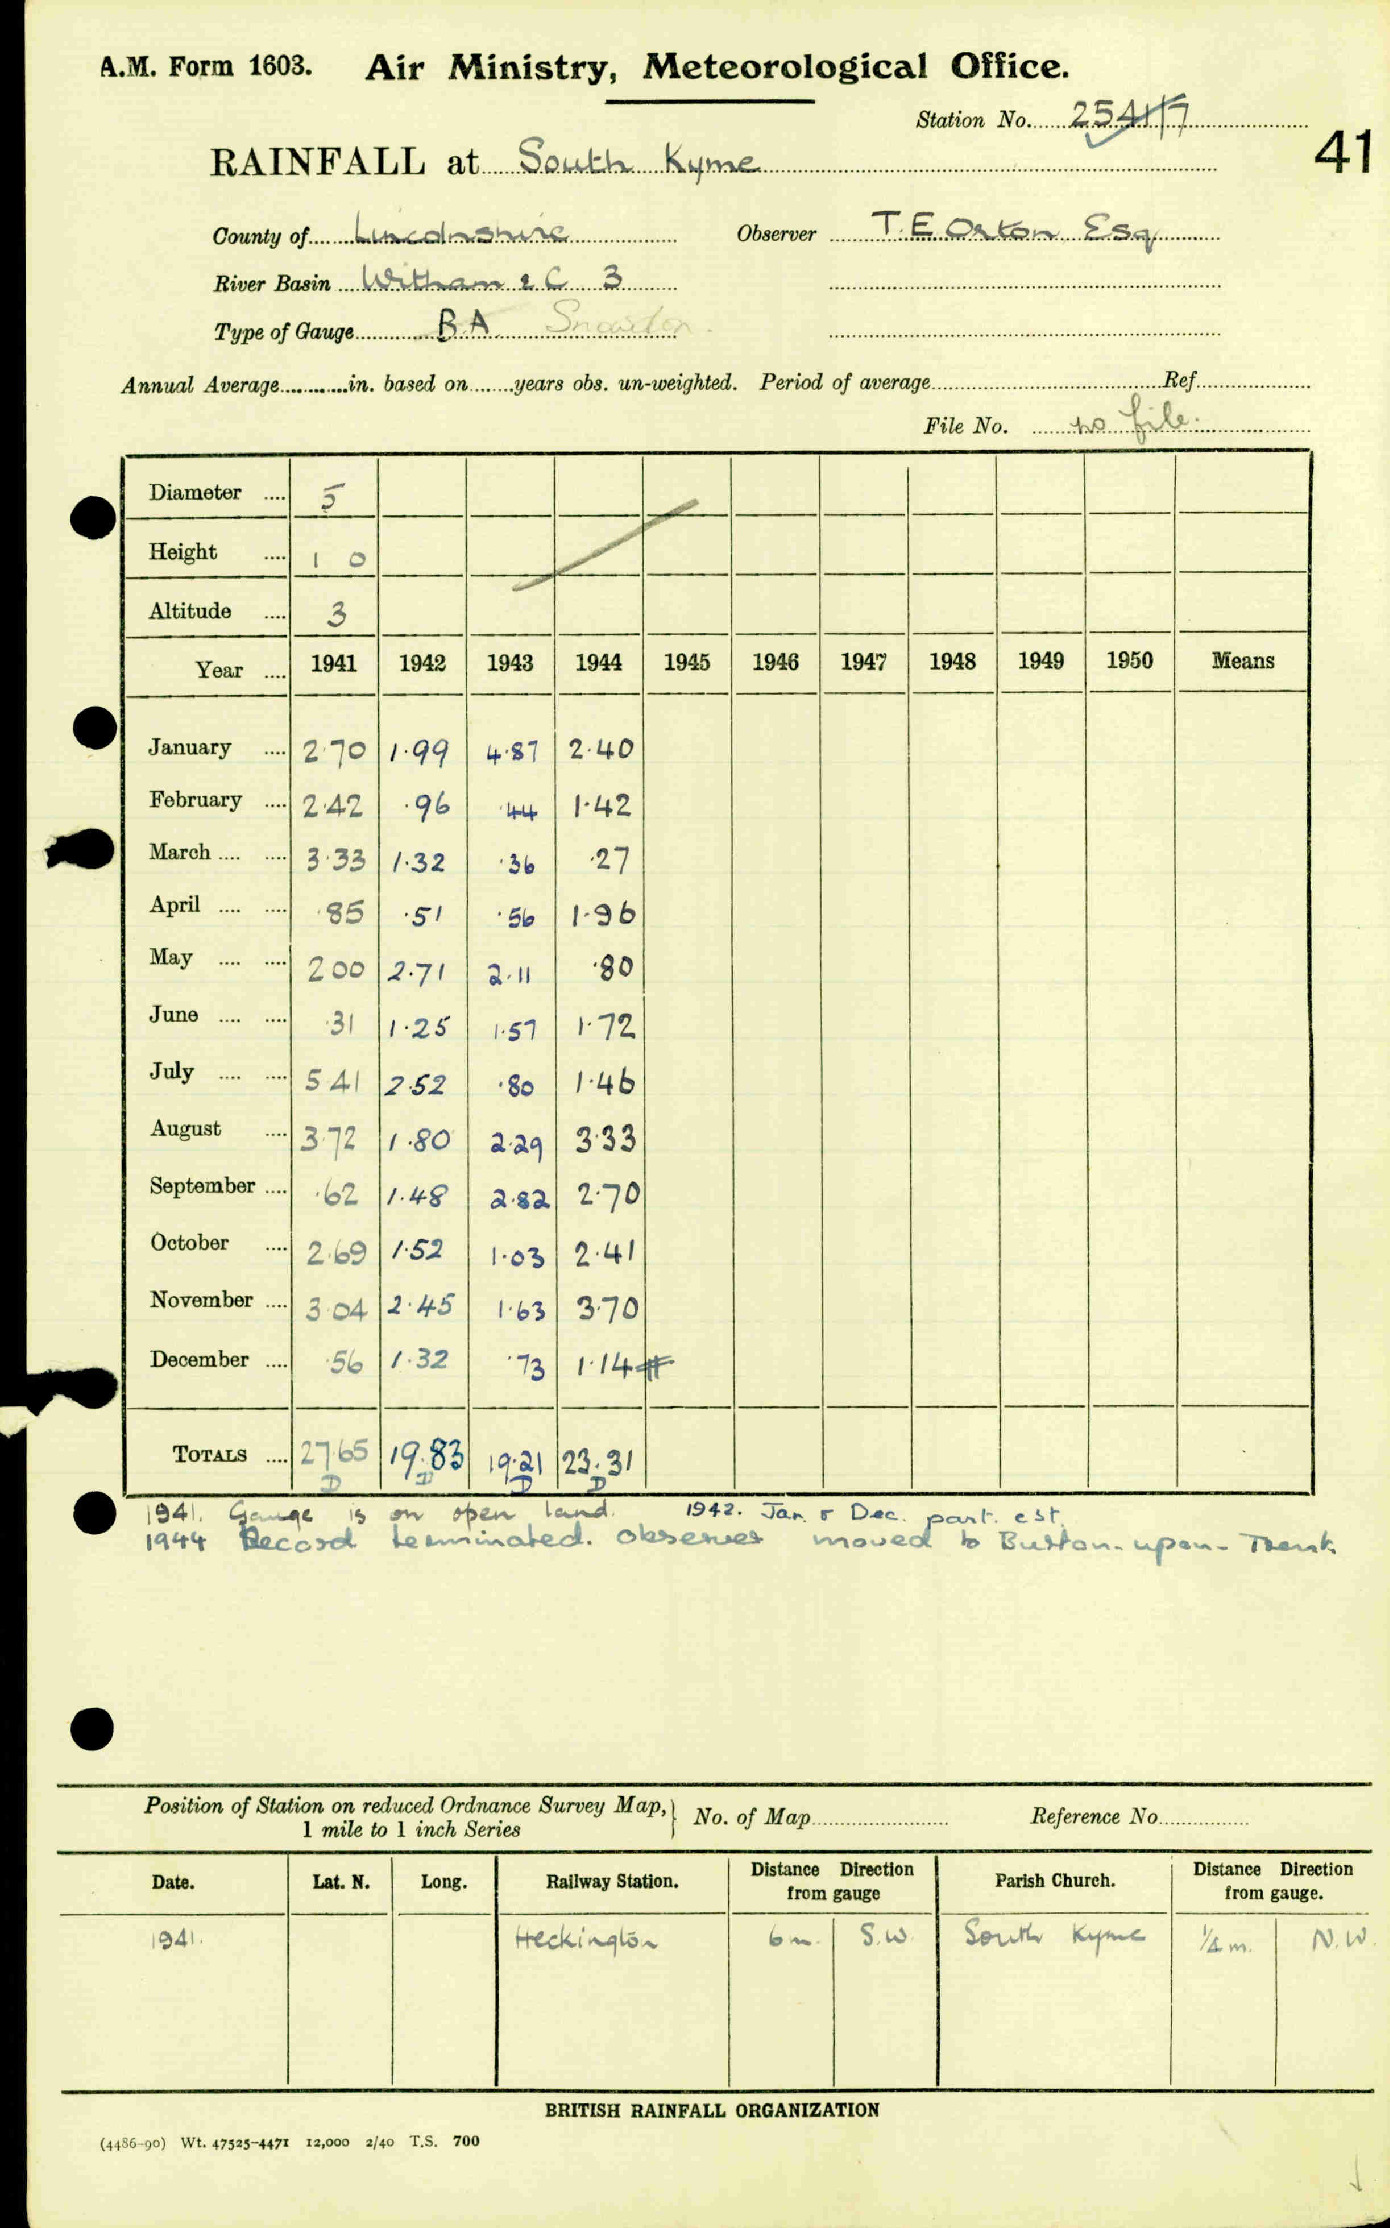 A.M. Form 1603. Air Ministry, Meteorological Office.
Station No. 2541/7
41
RAINFALL at South Kyme
County of Lincolnshire Observer T. E Orton Esq
River Basin Witham & C 3
Type of Gauge BA Snowdon.
Annual Average............in. based on........years obs. un-weighted. Period of average........Ref........
File No. no file.
Diameter .... 5
Height .... 1 0
Altitude .... 3
Year .... 1941 1942 1943 1944 1945 1946 1947 1948 1949 1950 Means
January .... 2.70 1.99 4.87 2.40
February .... 2.42 .96 .44 1.42
March .... .... 3.33 1.32 .36 .27
April .... .... .85 .51 .56 1.96
May .... .... 2 00 2.71 2.11 .80
June .... .... .31 1.25 1.57 1.72
July .... .... 5 41 2.52 .80 1.46
August .... 3.72 1.80 2.29 3.33
September .... .62 1.48 2.82 2.70
October .... 2.69 1.52 1.03 2.41
November .... 3.04 2.45 1.63 3.70
December .... .56 1.32 .73 1.14 #
TOTALS .... 27.65 19.83 19.21 23.31
D D D D
1941. Gauge is on open land. 1942. Jan. & Dec. part. est.
1944 Record terminated. Observer moved to Burton-upon-Trent.
Position of Station on reduced Ordnance Survey Map, } No. of Map........ Reference No........
1 mile to 1 inch Series
Date. Lat. N. Long. Railway Station. Distance Direction from gauge Parish Church. Distance Direction from gauge.
1941. Heckington 6 m. S.W. South Kyme 1/4 m. N.W.
BRITISH RAINFALL ORGANIZATION
(4486-90) Wt. 47525-4471 12,000 2/40 T.S. 700